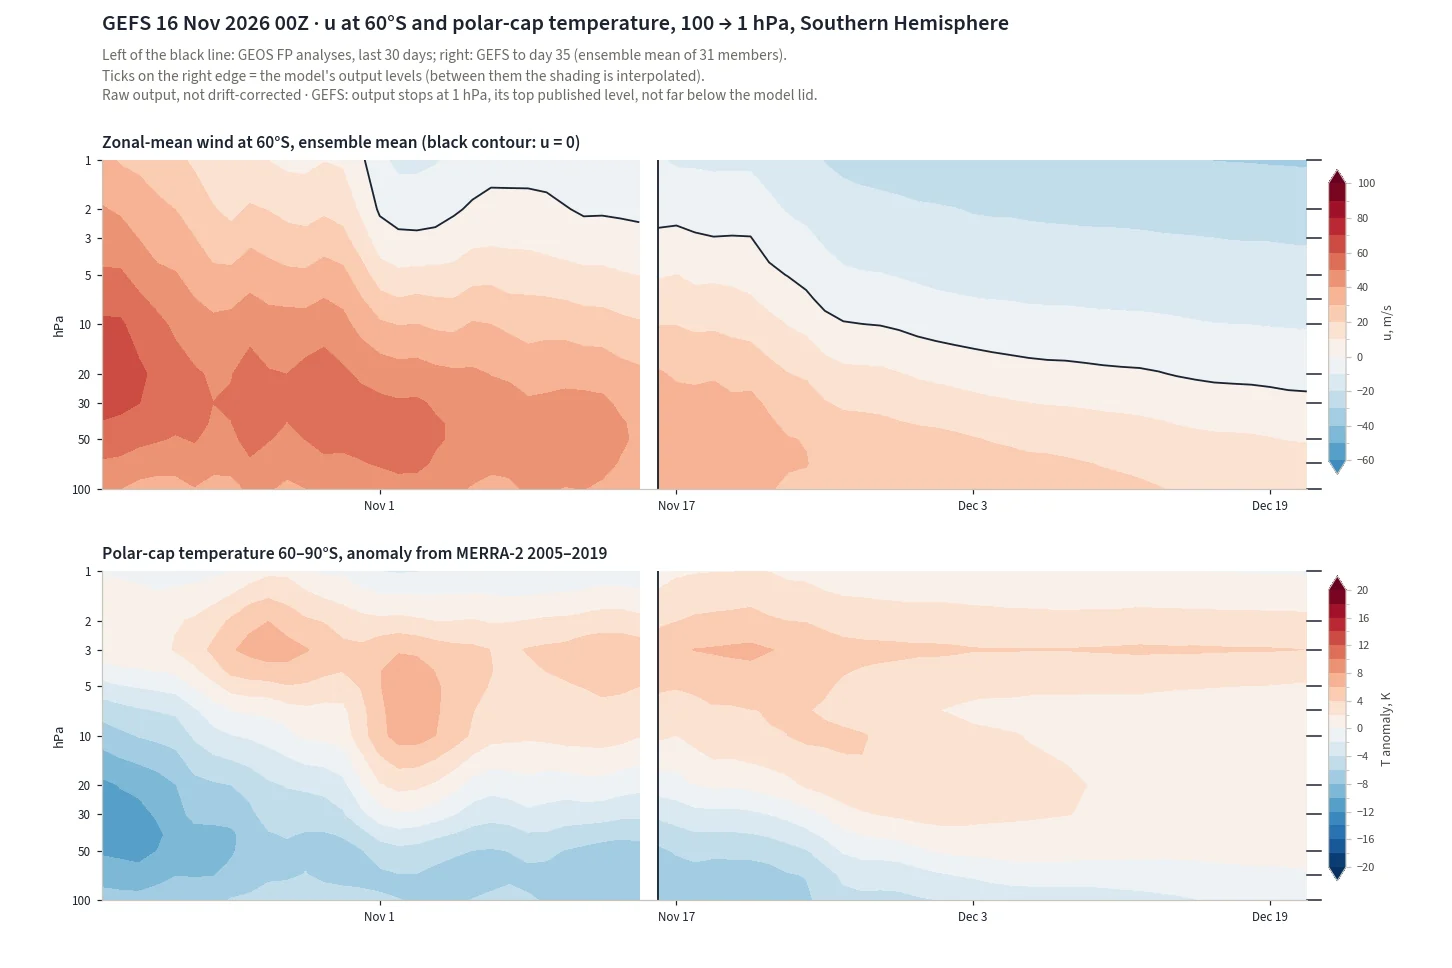 GEFS 16 Nov 2026 00Z · u at 60°S and polar-cap temperature, 100 → 1 hPa, Southern Hemisphere
Left of the black line: GEOS FP analyses, last 30 days; right: GEFS to day 35 (ensemble mean of 31 members).
Ticks on the right edge = the model's output levels (between them the shading is interpolated).
Raw output, not drift-corrected · GEFS: output stops at 1 hPa, its top published level, not far below the model lid.
Zonal-mean wind at 60°S, ensemble mean (black contour: u = 0)
1
2
3
5
10
20
30
50
100
hPa
Nov 1
Nov 17
Dec 3
Dec 19
100
80
60
40
20
0
−20
−40
−60
u, m/s
Polar-cap temperature 60–90°S, anomaly from MERRA-2 2005–2019
1
2
3
5
10
20
30
50
100
hPa
Nov 1
Nov 17
Dec 3
Dec 19
20
16
12
8
4
0
−4
−8
−12
−16
−20
T anomaly, K